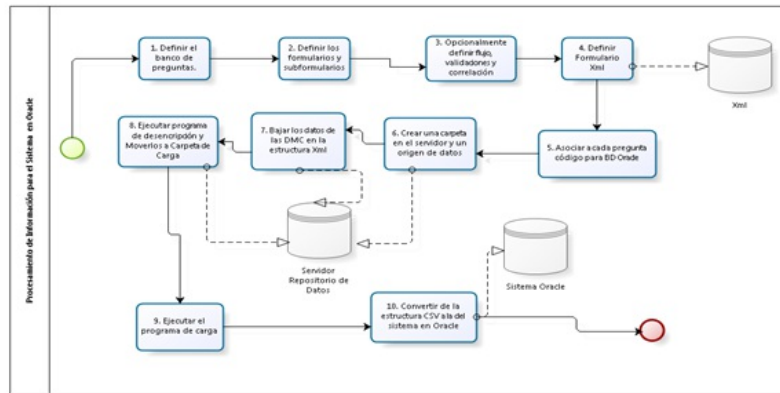 Procesamiento de Información para el Sistema en Oracle
1. Definir el
banco de
preguntas.
2. Definir los
formularios y
subformularios
3. Opcionalmente
definir flujo,
validadores y
correlación
4. Definir
Formulario
Xml
Xml
8. Ejecutar programa
de desencripción y
Moverlos a Carpeta de
Carga
7. Bajar los datos de
las DMC en la
estructura Xml
6. Crear una carpeta
en el servidor y un
origen de datos
5. Asociar a cada pregunta
código para BD Oracle
Servidor
Repositorio de
Datos
Sistema Oracle
9. Ejecutar el
programa de carga
10. Convertir de la
estructura CSV a la del
sistema en Oracle